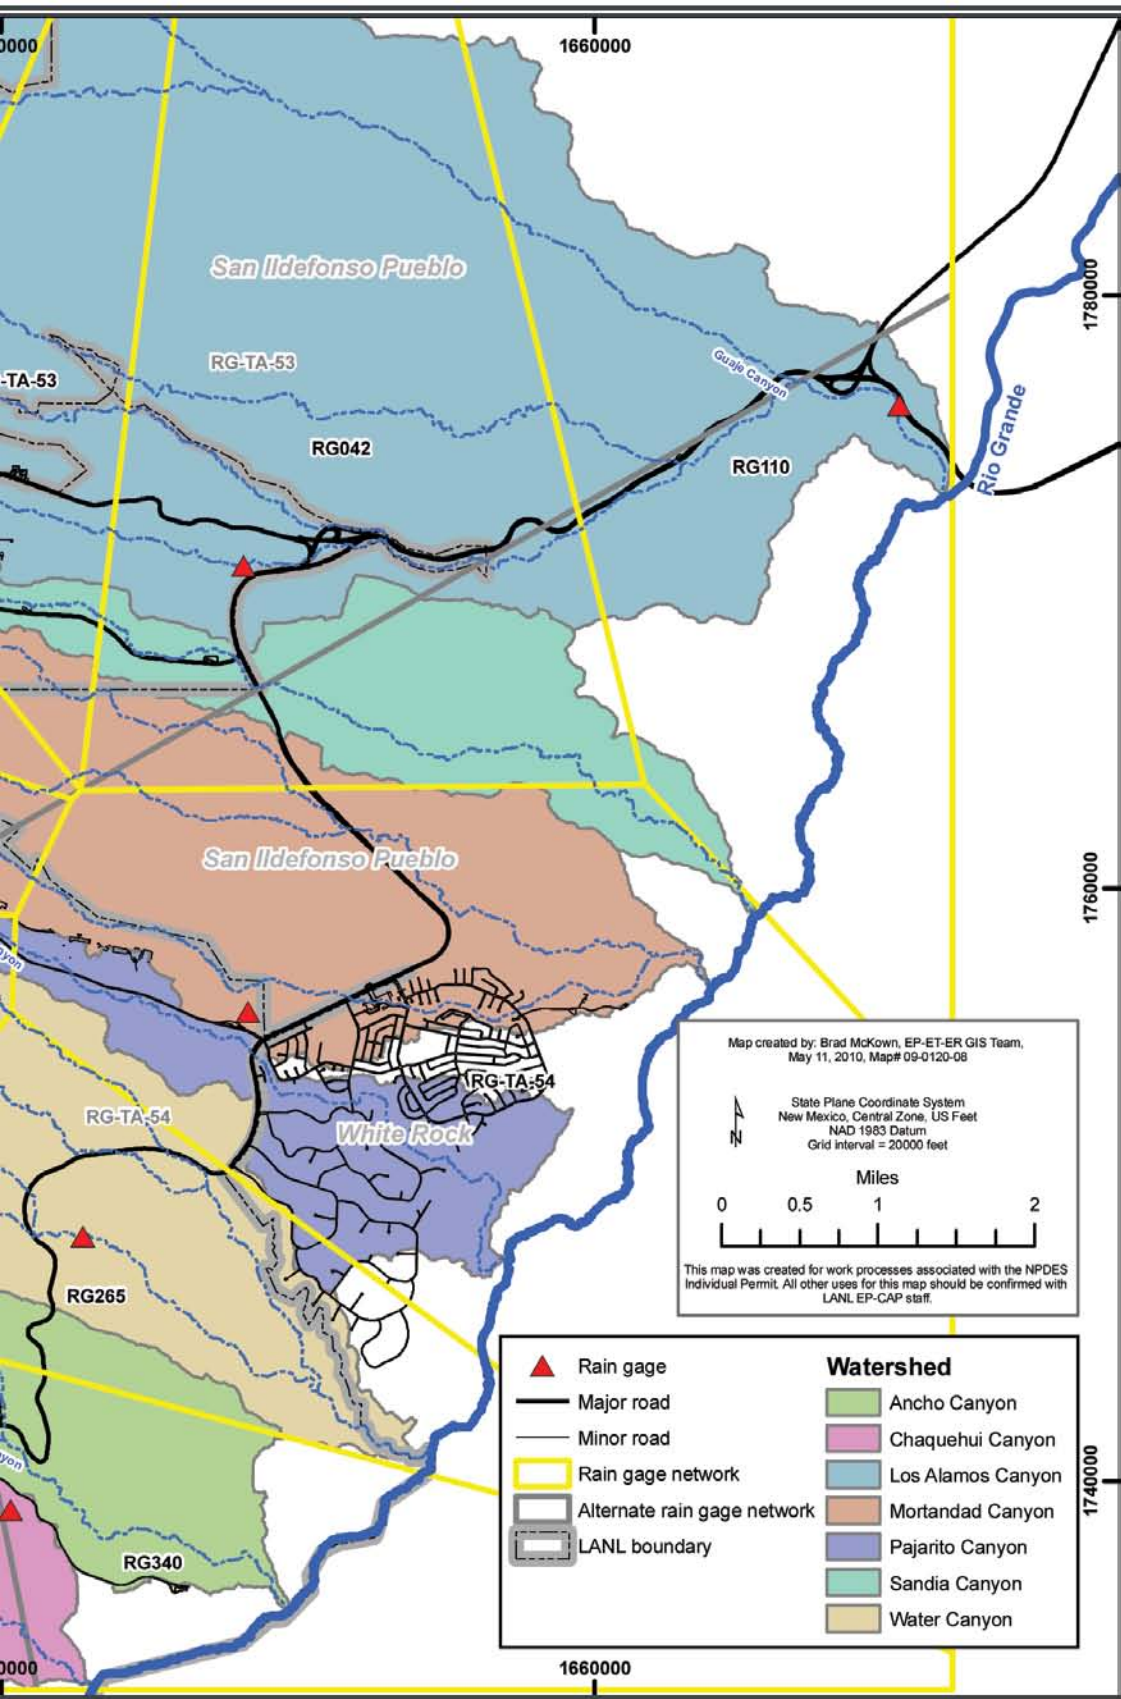 0000
1660000
San Ildefonso Pueblo
1780000
RG-TA-53
-TA-53
Guaje Canyon
RG042
RG110
Rio Grande
San Ildefonso Pueblo
1760000
yon
RG-TA-54
RG-TA-54
White Rock
RG265
yon
RG340
Map created by: Brad McKown, EP-ET-ER GIS Team,
May 11, 2010, Map# 09-0120-08
State Plane Coordinate System
New Mexico, Central Zone, US Feet
NAD 1983 Datum
Grid interval = 20000 feet
N
Miles
0 0.5 1 2
This map was created for work processes associated with the NPDES
Individual Permit. All other uses for this map should be confirmed with
LANL EP-CAP staff.
Rain gage
Major road
Minor road
Rain gage network
Alternate rain gage network
LANL boundary
Watershed
Ancho Canyon
Chaquehui Canyon
Los Alamos Canyon
Mortandad Canyon
Pajarito Canyon
Sandia Canyon
Water Canyon
1740000
0000
1660000